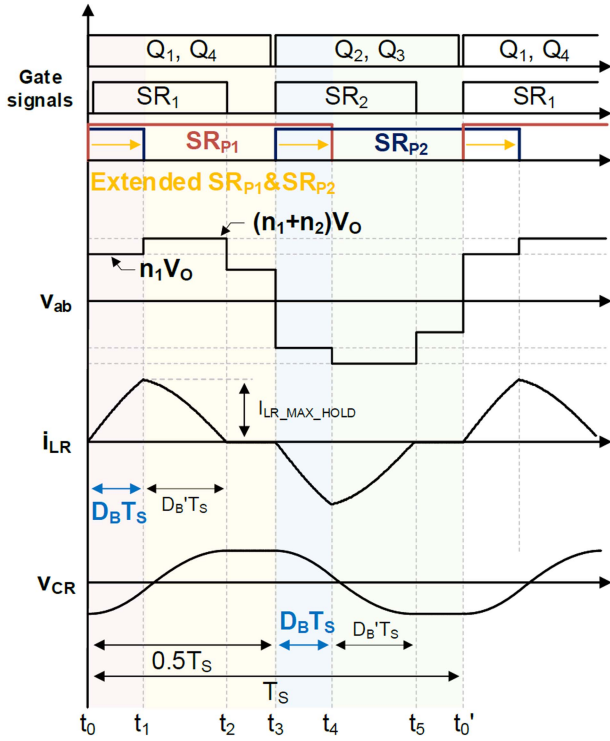 Q1, Q4
Q2, Q3
Q1, Q4
Gate signals
SR1
SR2
SR1
SRP1
SRP2
Extended SRP1&SRP2
(n1+n2)VO
n1VO
vab
ILR_MAX_HOLD
iLR
DBTS
DB'TS
vCR
DBTS
DB'TS
0.5TS
TS
t0
t1
t2
t3
t4
t5
t0'